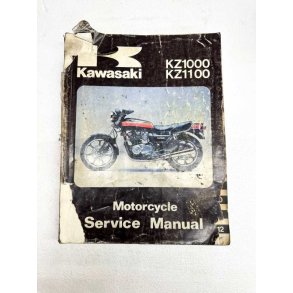 Kawasaki
KZ1000
KZ1100
Motorcycle
Service Manual
12